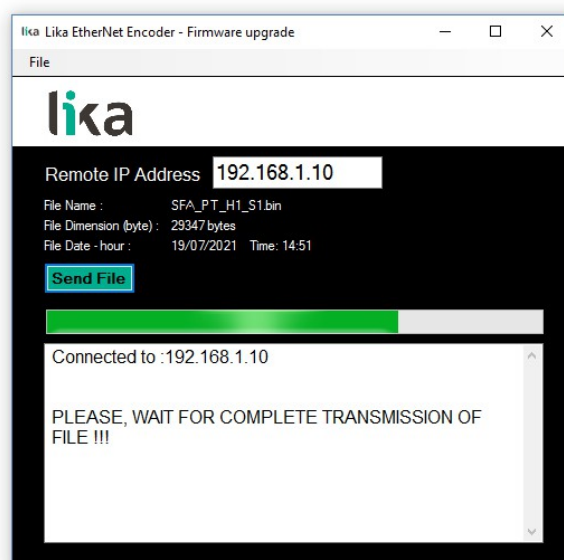 lika Lika EtherNet Encoder - Firmware upgrade
File
lika
Remote IP Address 192.168.1.10
File Name : SFA_PT_H1_S1.bin
File Dimension (byte) : 29347 bytes
File Date - hour : 19/07/2021 Time: 14:51
Send File
Connected to :192.168.1.10
PLEASE, WAIT FOR COMPLETE TRANSMISSION OF
FILE !!!